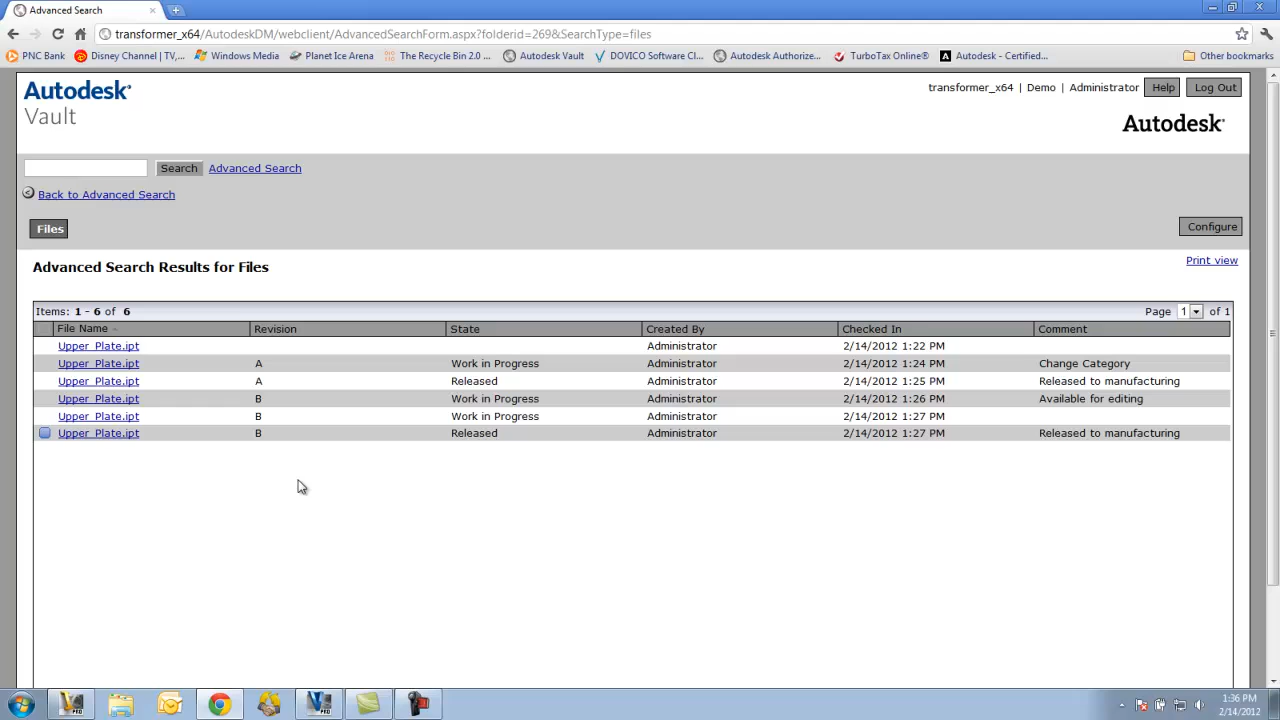 Advanced Search
transformer_x64/AutodeskDM/webclient/AdvancedSearchForm.aspx?folderid=269&SearchType=files
PNC Bank Disney Channel | TV,... Windows Media Planet Ice Arena The Recycle Bin 2.0 ... Autodesk Vault DOVICO Software Cl... Autodesk Authorize... TurboTax Online® Autodesk - Certified... Other bookmarks
Autodesk® transformer_x64 | Demo | Administrator Help Log Out
Vault Autodesk®
Search Advanced Search
Back to Advanced Search
Files Configure
Print view
Advanced Search Results for Files
Items: 1 - 6 of 6 Page 1 of 1
File Name Revision State Created By Checked In Comment
Upper_Plate.ipt Administrator 2/14/2012 1:22 PM
Upper_Plate.ipt A Work in Progress Administrator 2/14/2012 1:24 PM Change Category
Upper_Plate.ipt A Released Administrator 2/14/2012 1:25 PM Released to manufacturing
Upper_Plate.ipt B Work in Progress Administrator 2/14/2012 1:26 PM Available for editing
Upper_Plate.ipt B Work in Progress Administrator 2/14/2012 1:27 PM
Upper_Plate.ipt B Released Administrator 2/14/2012 1:27 PM Released to manufacturing
PRO PRO
1:36 PM
2/14/2012